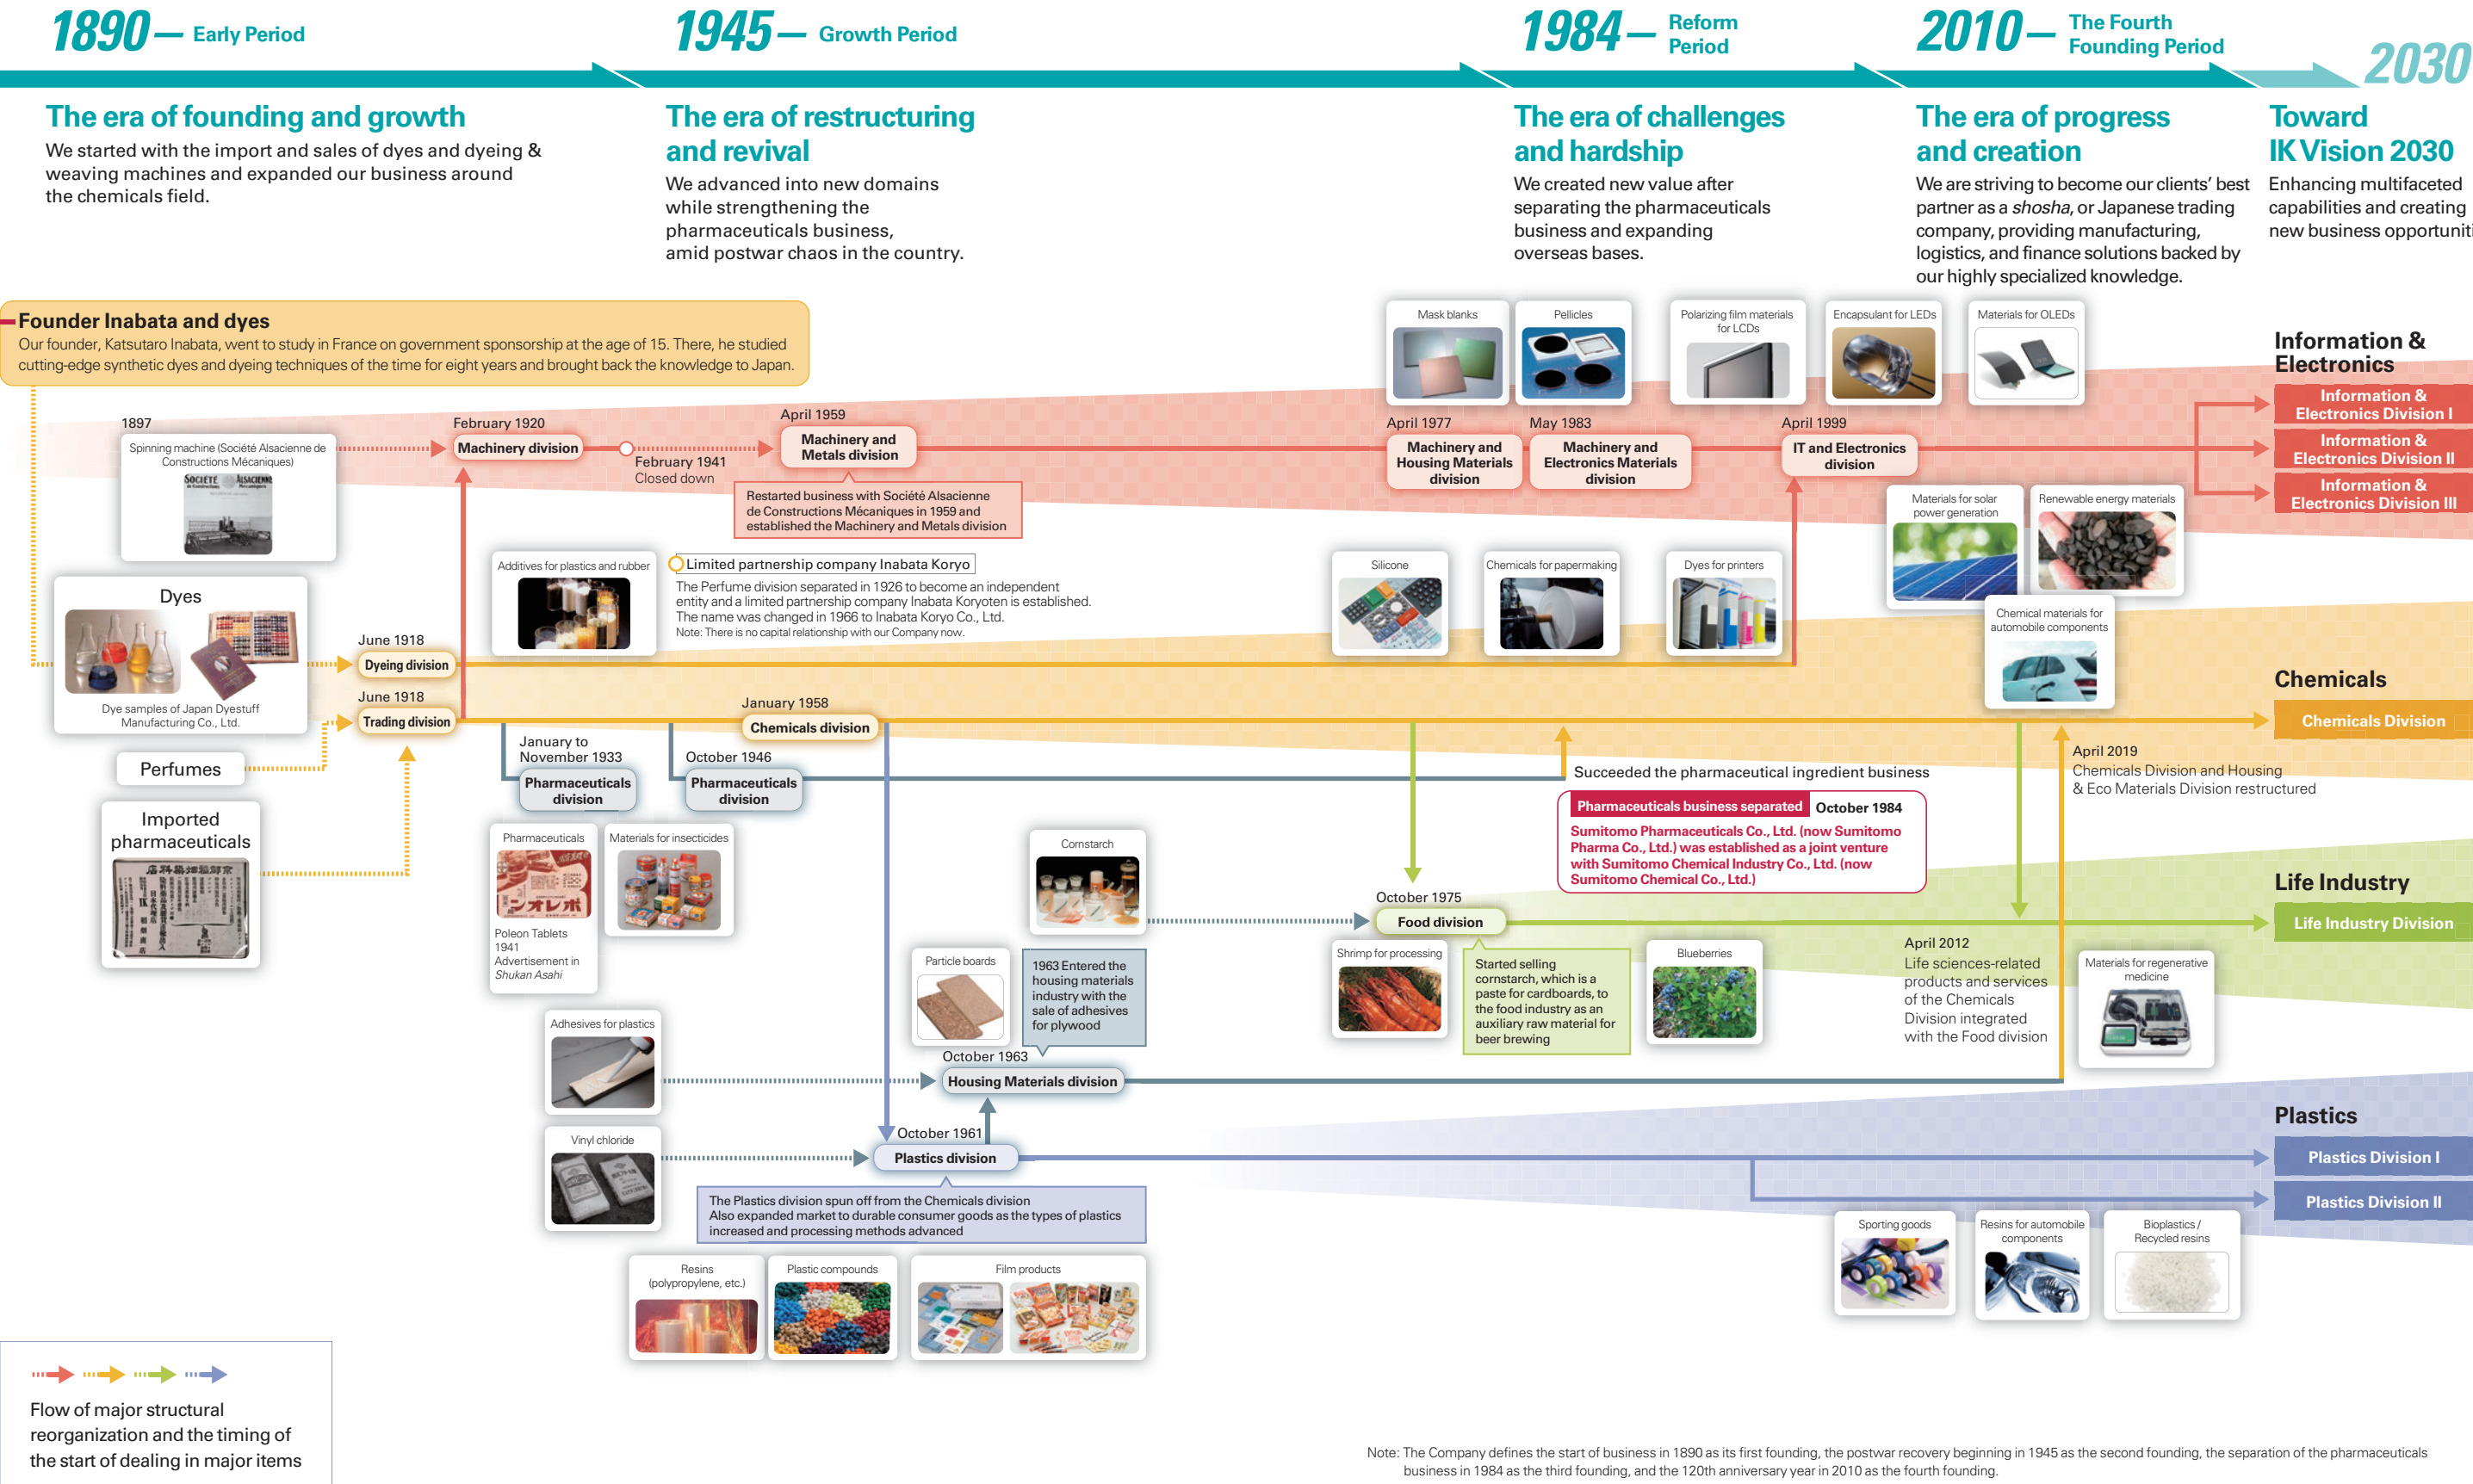 1890— Early Period
1945— Growth Period
1984— Reform
Period
2010— The Fourth
Founding Period
2030
The era of founding and growth
We started with the import and sales of dyes and dyeing &
weaving machines and expanded our business around
the chemicals field.
The era of restructuring
and revival
We advanced into new domains
while strengthening the
pharmaceuticals business,
amid postwar chaos in the country.
The era of challenges
and hardship
We created new value after
separating the pharmaceuticals
business and expanding
overseas bases.
The era of progress
and creation
We are striving to become our clients' best
partner as a shosha, or Japanese trading
company, providing manufacturing,
logistics, and finance solutions backed by
our highly specialized knowledge.
Toward
IK Vision 2030
Enhancing multifaceted
capabilities and creating
new business opportuniti
Founder Inabata and dyes
Our founder, Katsutaro Inabata, went to study in France on government sponsorship at the age of 15. There, he studied
cutting-edge synthetic dyes and dyeing techniques of the time for eight years and brought back the knowledge to Japan.
Mask blanks
Pellicles
Polarizing film materials
for LCDs
Encapsulant for LEDs
Materials for OLEDs
Information &
Electronics
Information &
Electronics Division I
Information &
Electronics Division II
Information &
Electronics Division III
1897
Spinning machine (Société Alsacienne de
Constructions Mécaniques)
SOCIÉTÉ ALSACIENNE
de Constructions Mécaniques
February 1920
Machinery division
February 1941
Closed down
April 1959
Machinery and
Metals division
Restarted business with Société Alsacienne
de Constructions Mécaniques in 1959 and
established the Machinery and Metals division
April 1977
Machinery and
Housing Materials
division
May 1983
Machinery and
Electronics Materials
division
April 1999
IT and Electronics
division
Materials for solar
power generation
Renewable energy materials
Additives for plastics and rubber
Limited partnership company Inabata Koryo
The Perfume division separated in 1926 to become an independent
entity and a limited partnership company Inabata Koryoten is established.
The name was changed in 1966 to Inabata Koryo Co., Ltd.
Note: There is no capital relationship with our Company now.
Silicone
Chemicals for papermaking
Dyes for printers
Chemical materials for
automobile components
Dyes
Dye samples of Japan Dyestuff
Manufacturing Co., Ltd.
June 1918
Dyeing division
June 1918
Trading division
Perfumes
Imported
pharmaceuticals
January 1958
Chemicals division
Chemicals
Chemicals Division
January to
November 1933
Pharmaceuticals
division
October 1946
Pharmaceuticals
division
Succeeded the pharmaceutical ingredient business
Pharmaceuticals business separated October 1984
Sumitomo Pharmaceuticals Co., Ltd. (now Sumitomo
Pharma Co., Ltd.) was established as a joint venture
with Sumitomo Chemical Industry Co., Ltd. (now
Sumitomo Chemical Co., Ltd.)
April 2019
Chemicals Division and Housing
& Eco Materials Division restructured
Pharmaceuticals
ンオレポ
Poleon Tablets
1941
Advertisement in
Shukan Asahi
Materials for insecticides
Cornstarch
October 1975
Food division
Started selling
cornstarch, which is a
paste for cardboards, to
the food industry as an
auxiliary raw material for
beer brewing
Shrimp for processing
Blueberries
April 2012
Life sciences-related
products and services
of the Chemicals
Division integrated
with the Food division
Materials for regenerative
medicine
Life Industry
Life Industry Division
Particle boards
1963 Entered the
housing materials
industry with the
sale of adhesives
for plywood
Adhesives for plastics
October 1963
Housing Materials division
Vinyl chloride
October 1961
Plastics division
The Plastics division spun off from the Chemicals division
Also expanded market to durable consumer goods as the types of plastics
increased and processing methods advanced
Plastics
Plastics Division I
Plastics Division II
Resins
(polypropylene, etc.)
Plastic compounds
Film products
Sporting goods
Resins for automobile
components
Bioplastics /
Recycled resins
Flow of major structural
reorganization and the timing of
the start of dealing in major items
Note: The Company defines the start of business in 1890 as its first founding, the postwar recovery beginning in 1945 as the second founding, the separation of the pharmaceuticals
business in 1984 as the third founding, and the 120th anniversary year in 2010 as the fourth founding.